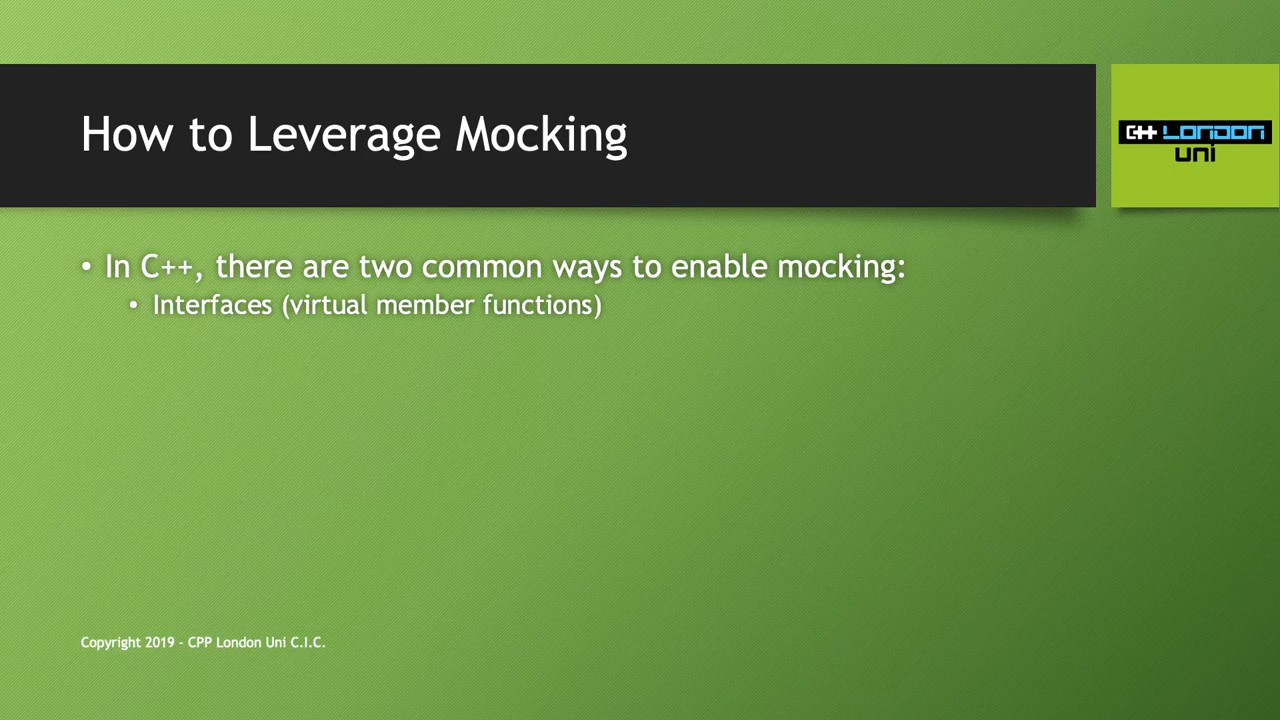 How to Leverage Mocking
C++ LONDON
uni
• In C++, there are two common ways to enable mocking:
• Interfaces (virtual member functions)
Copyright 2019 - CPP London Uni C.I.C.